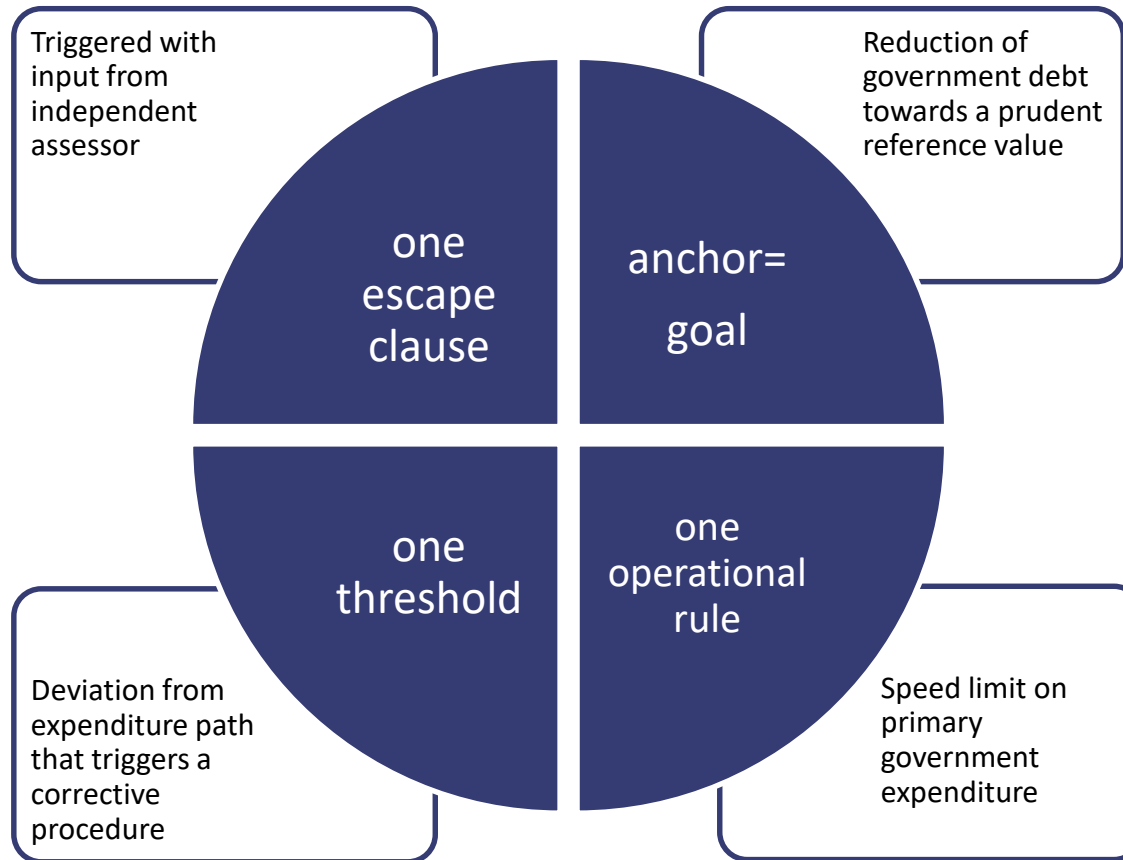 Triggered with
input from
independent
assessor
Reduction of
government debt
towards a prudent
reference value
one
escape
clause
anchor=
goal
one
threshold
one
operational
rule
Deviation from
expenditure path
that triggers a
corrective
procedure
Speed limit on
primary
government
expenditure